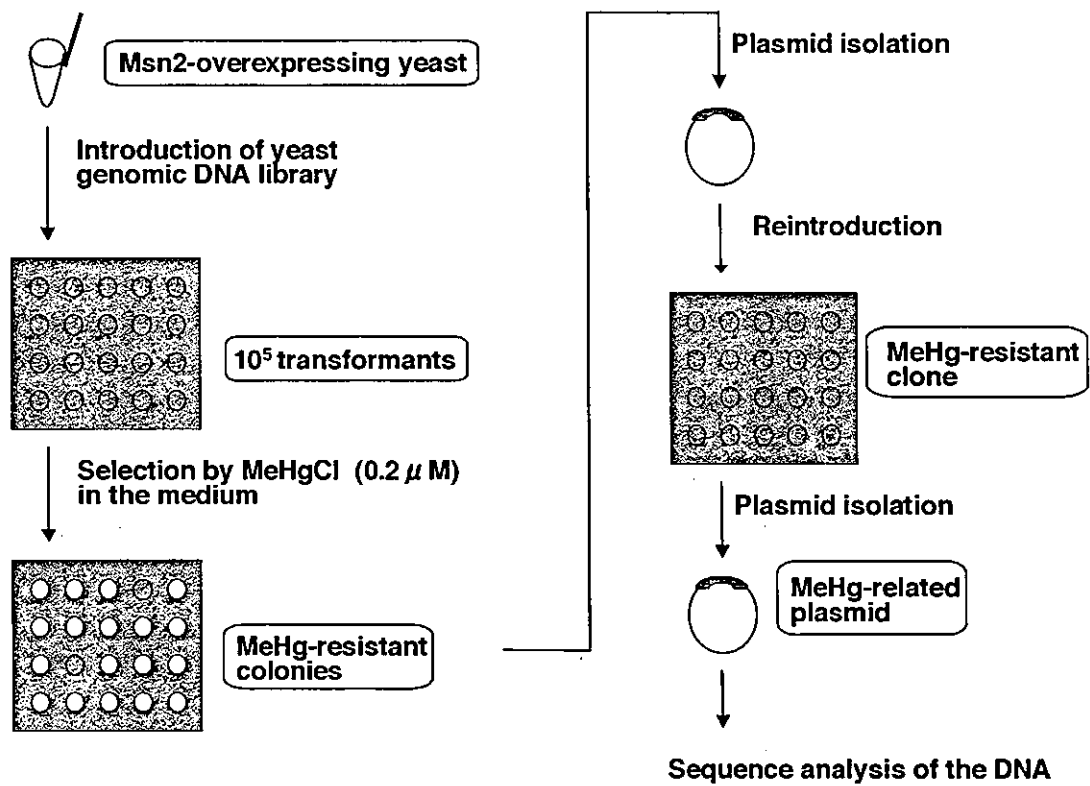 Msn2-overexpressing yeast
Introduction of yeast
genomic DNA library
10⁵ transformants
Selection by MeHgCl (0.2 μ M)
in the medium
MeHg-resistant
colonies
Plasmid isolation
Reintroduction
MeHg-resistant
clone
Plasmid isolation
MeHg-related
plasmid
Sequence analysis of the DNA